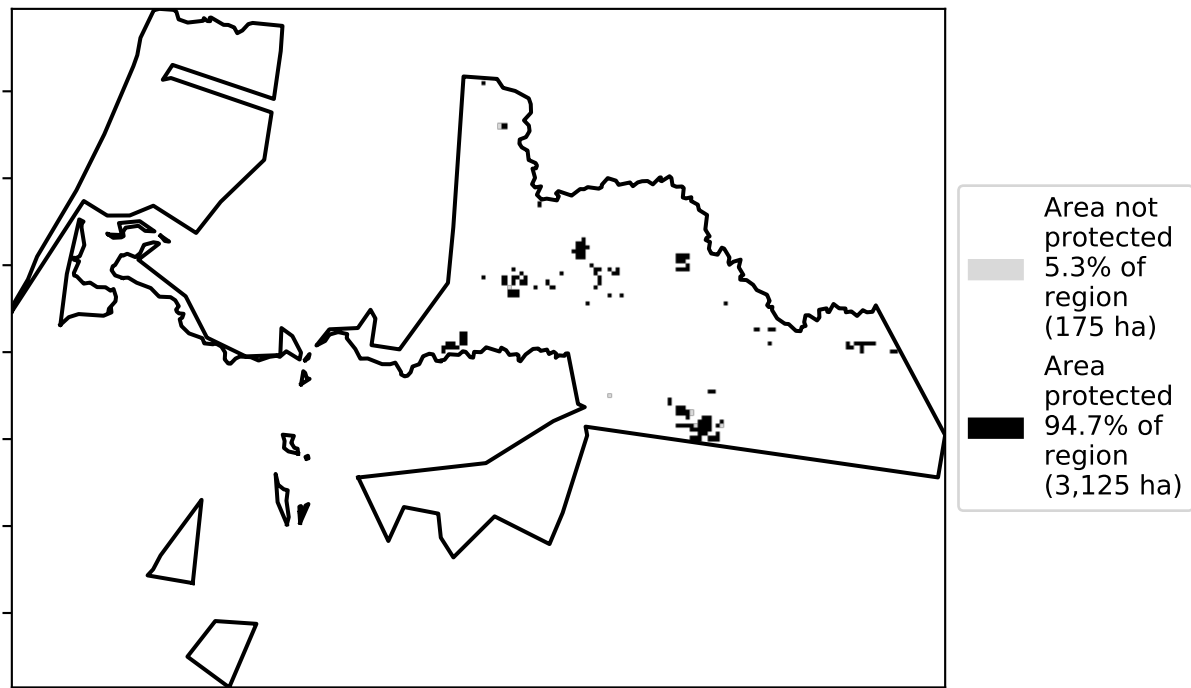 Area not
protected
5.3% of
region
(175 ha)
Area
protected
94.7% of
region
(3,125 ha)